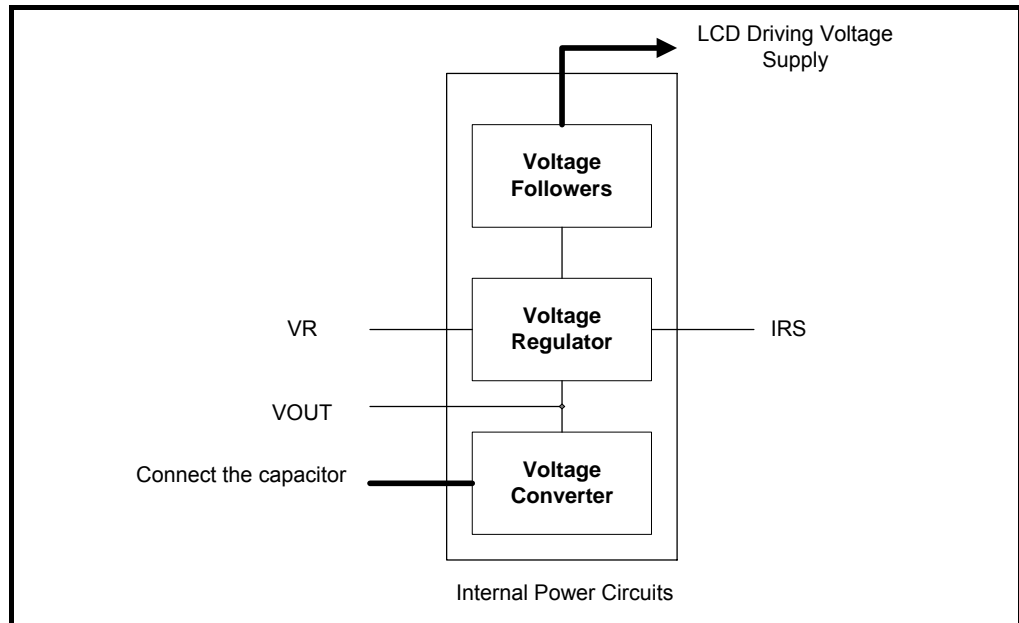 LCD Driving Voltage
Supply
Voltage
Followers
VR
Voltage
Regulator
IRS
VOUT
Connect the capacitor
Voltage
Converter
Internal Power Circuits